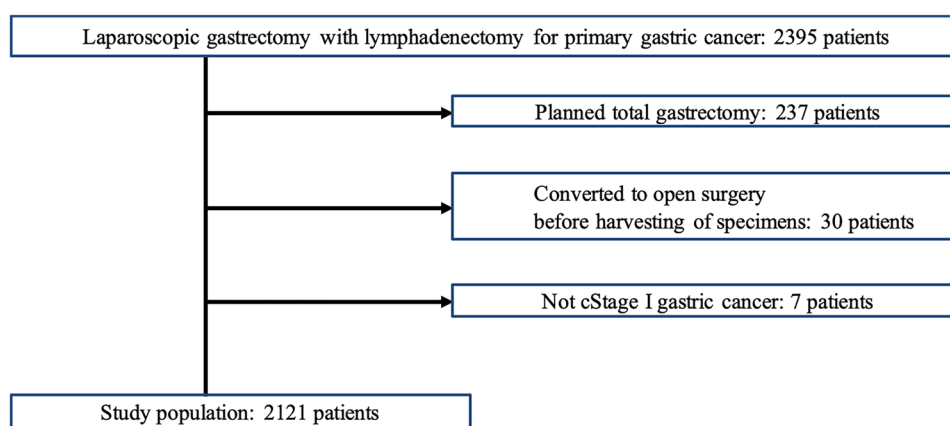 Laparoscopic gastrectomy with lymphadenectomy for primary gastric cancer: 2395 patients
Planned total gastrectomy: 237 patients
Converted to open surgery
before harvesting of specimens: 30 patients
Not cStage I gastric cancer: 7 patients
Study population: 2121 patients